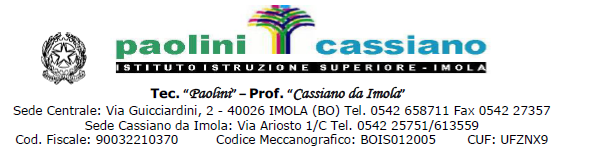 paolini cassiano
ISTITUTO ISTRUZIONE SUPERIORE - IMOLA
Tec. “Paolini” – Prof. “Cassiano da Imola”
Sede Centrale: Via Guicciardini, 2 - 40026 IMOLA (BO) Tel. 0542 658711 Fax 0542 27357
Sede Cassiano da Imola: Via Ariosto 1/C Tel. 0542 25751/613559
Cod. Fiscale: 90032210370 Codice Meccanografico: BOIS012005 CUF: UFZNX9